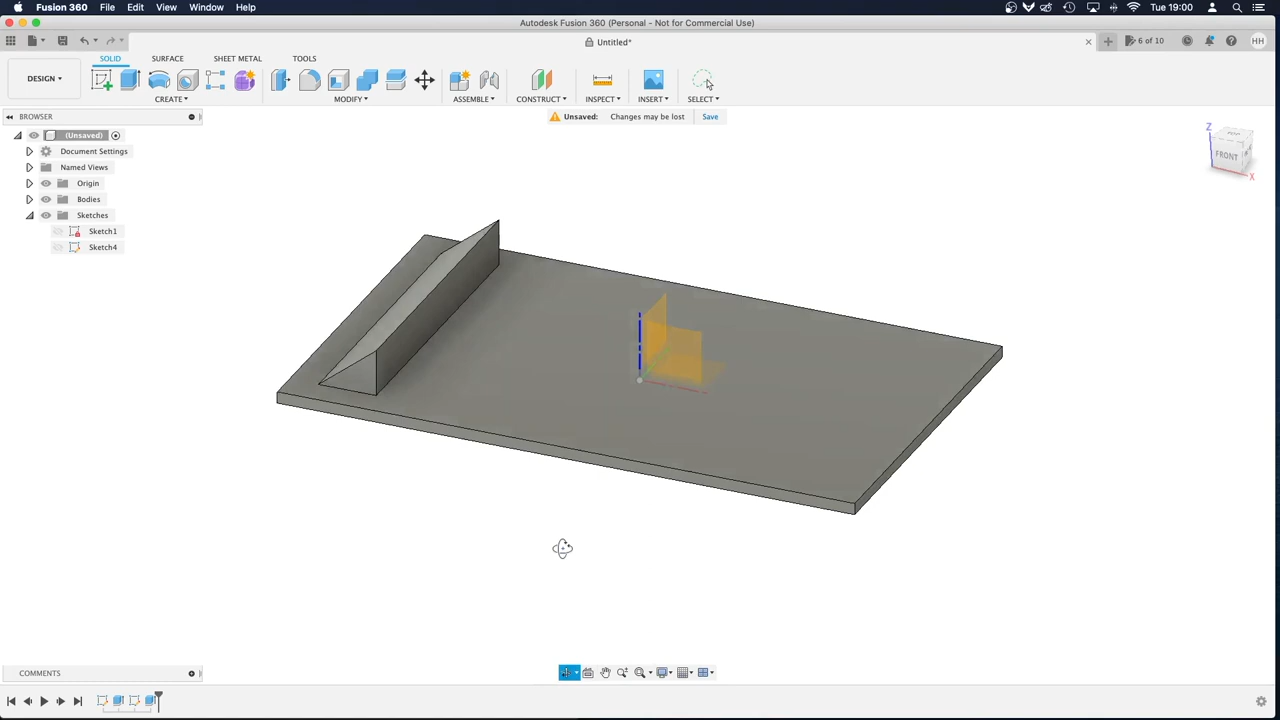 Fusion 360 File Edit View Window Help Tue 19:00
Autodesk Fusion 360 (Personal - Not for Commercial Use)
Untitled* 6 of 10 HH
SOLID SURFACE SHEET METAL TOOLS
DESIGN
CREATE MODIFY ASSEMBLE CONSTRUCT INSPECT INSERT SELECT
BROWSER
Unsaved: Changes may be lost Save
(Unsaved)
Document Settings
Named Views
Origin
Bodies
Sketches
Sketch1
Sketch4
Z
TOP
FRONT
X
COMMENTS